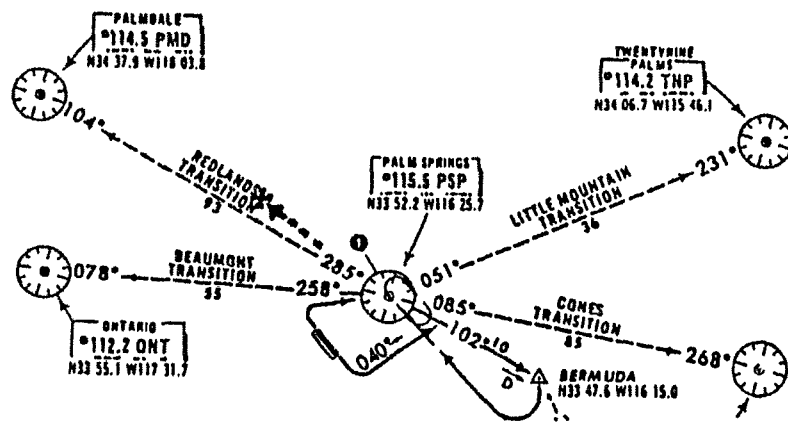 PALMDALE
114.5 PMD
N34 37.9 W118 03.8
TWENTYNINE
PALMS
114.2 TNP
N34 06.7 W115 46.1
104°
REDLANDS
TRANSITION
93
PALM SPRINGS
115.5 PSP
N33 52.2 W116 25.7
LITTLE MOUNTAIN
TRANSITION
36
231°
078°
BEAUMONT
TRANSITION
55
1
285°
258°
051°
085°
CONES
TRANSITION
85
268°
ONTARIO
112.2 ONT
N33 55.1 W117 31.7
040°
102°
10
D
BERMUDA
N33 47.6 W116 15.0